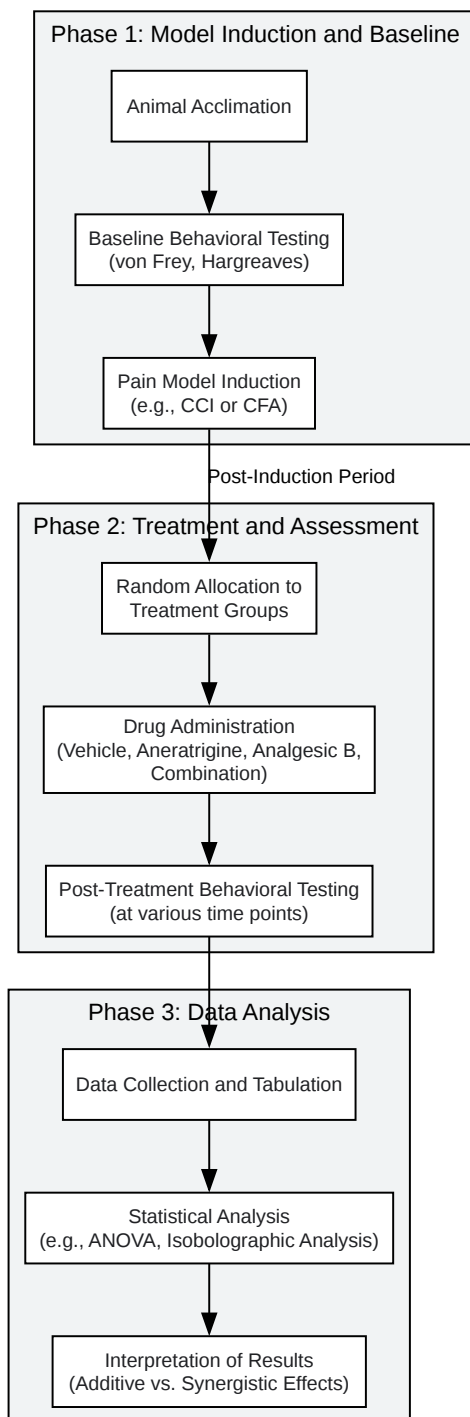 Phase 1: Model Induction and Baseline
Animal Acclimation
Baseline Behavioral Testing
(von Frey, Hargreaves)
Pain Model Induction
(e.g., CCI or CFA)
Post-Induction Period
Phase 2: Treatment and Assessment
Random Allocation to
Treatment Groups
Drug Administration
(Vehicle, Aneratrigine, Analgesic B,
Combination)
Post-Treatment Behavioral Testing
(at various time points)
Phase 3: Data Analysis
Data Collection and Tabulation
Statistical Analysis
(e.g., ANOVA, Isobolographic Analysis)
Interpretation of Results
(Additive vs. Synergistic Effects)